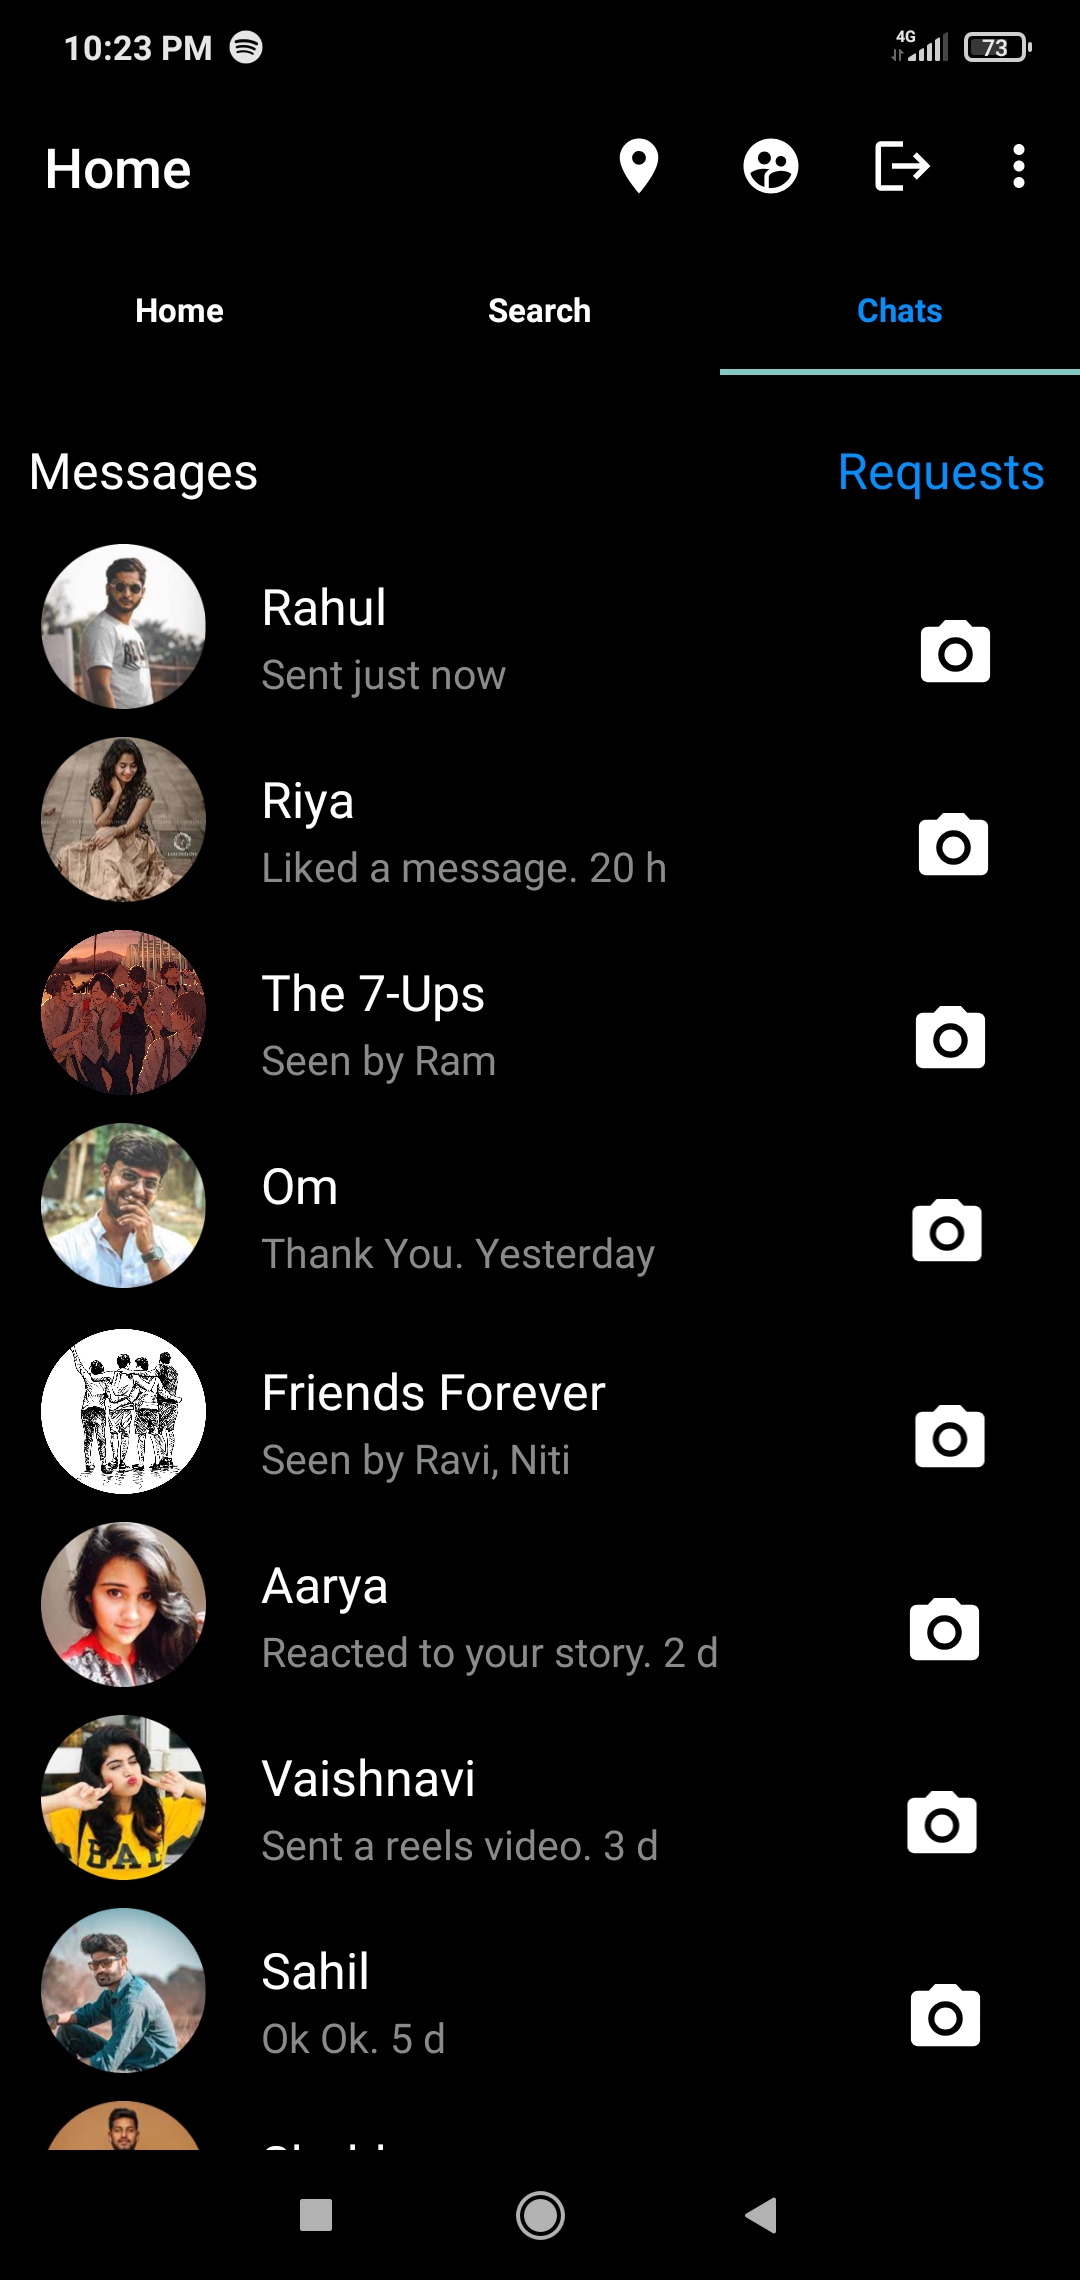 10:23 PM
4G
73
Home
Home
Search
Chats
Messages
Requests
Rahul
Sent just now
Riya
Liked a message. 20 h
The 7-Ups
Seen by Ram
Om
Thank You. Yesterday
Friends Forever
Seen by Ravi, Niti
Aarya
Reacted to your story. 2 d
Vaishnavi
Sent a reels video. 3 d
Sahil
Ok Ok. 5 d